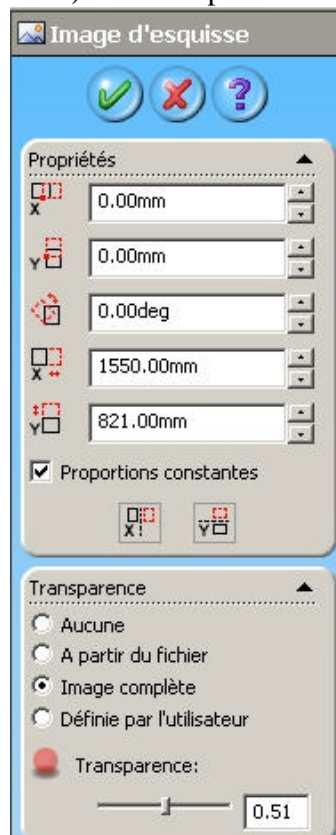 Image d'esquisse
Propriétés
X 0.00mm
Y 0.00mm
0.00deg
X 1550.00mm
Y 821.00mm
Proportions constantes
X Y
Transparence
Aucune
A partir du fichier
Image complète
Définie par l'utilisateur
Transparence:
0.51